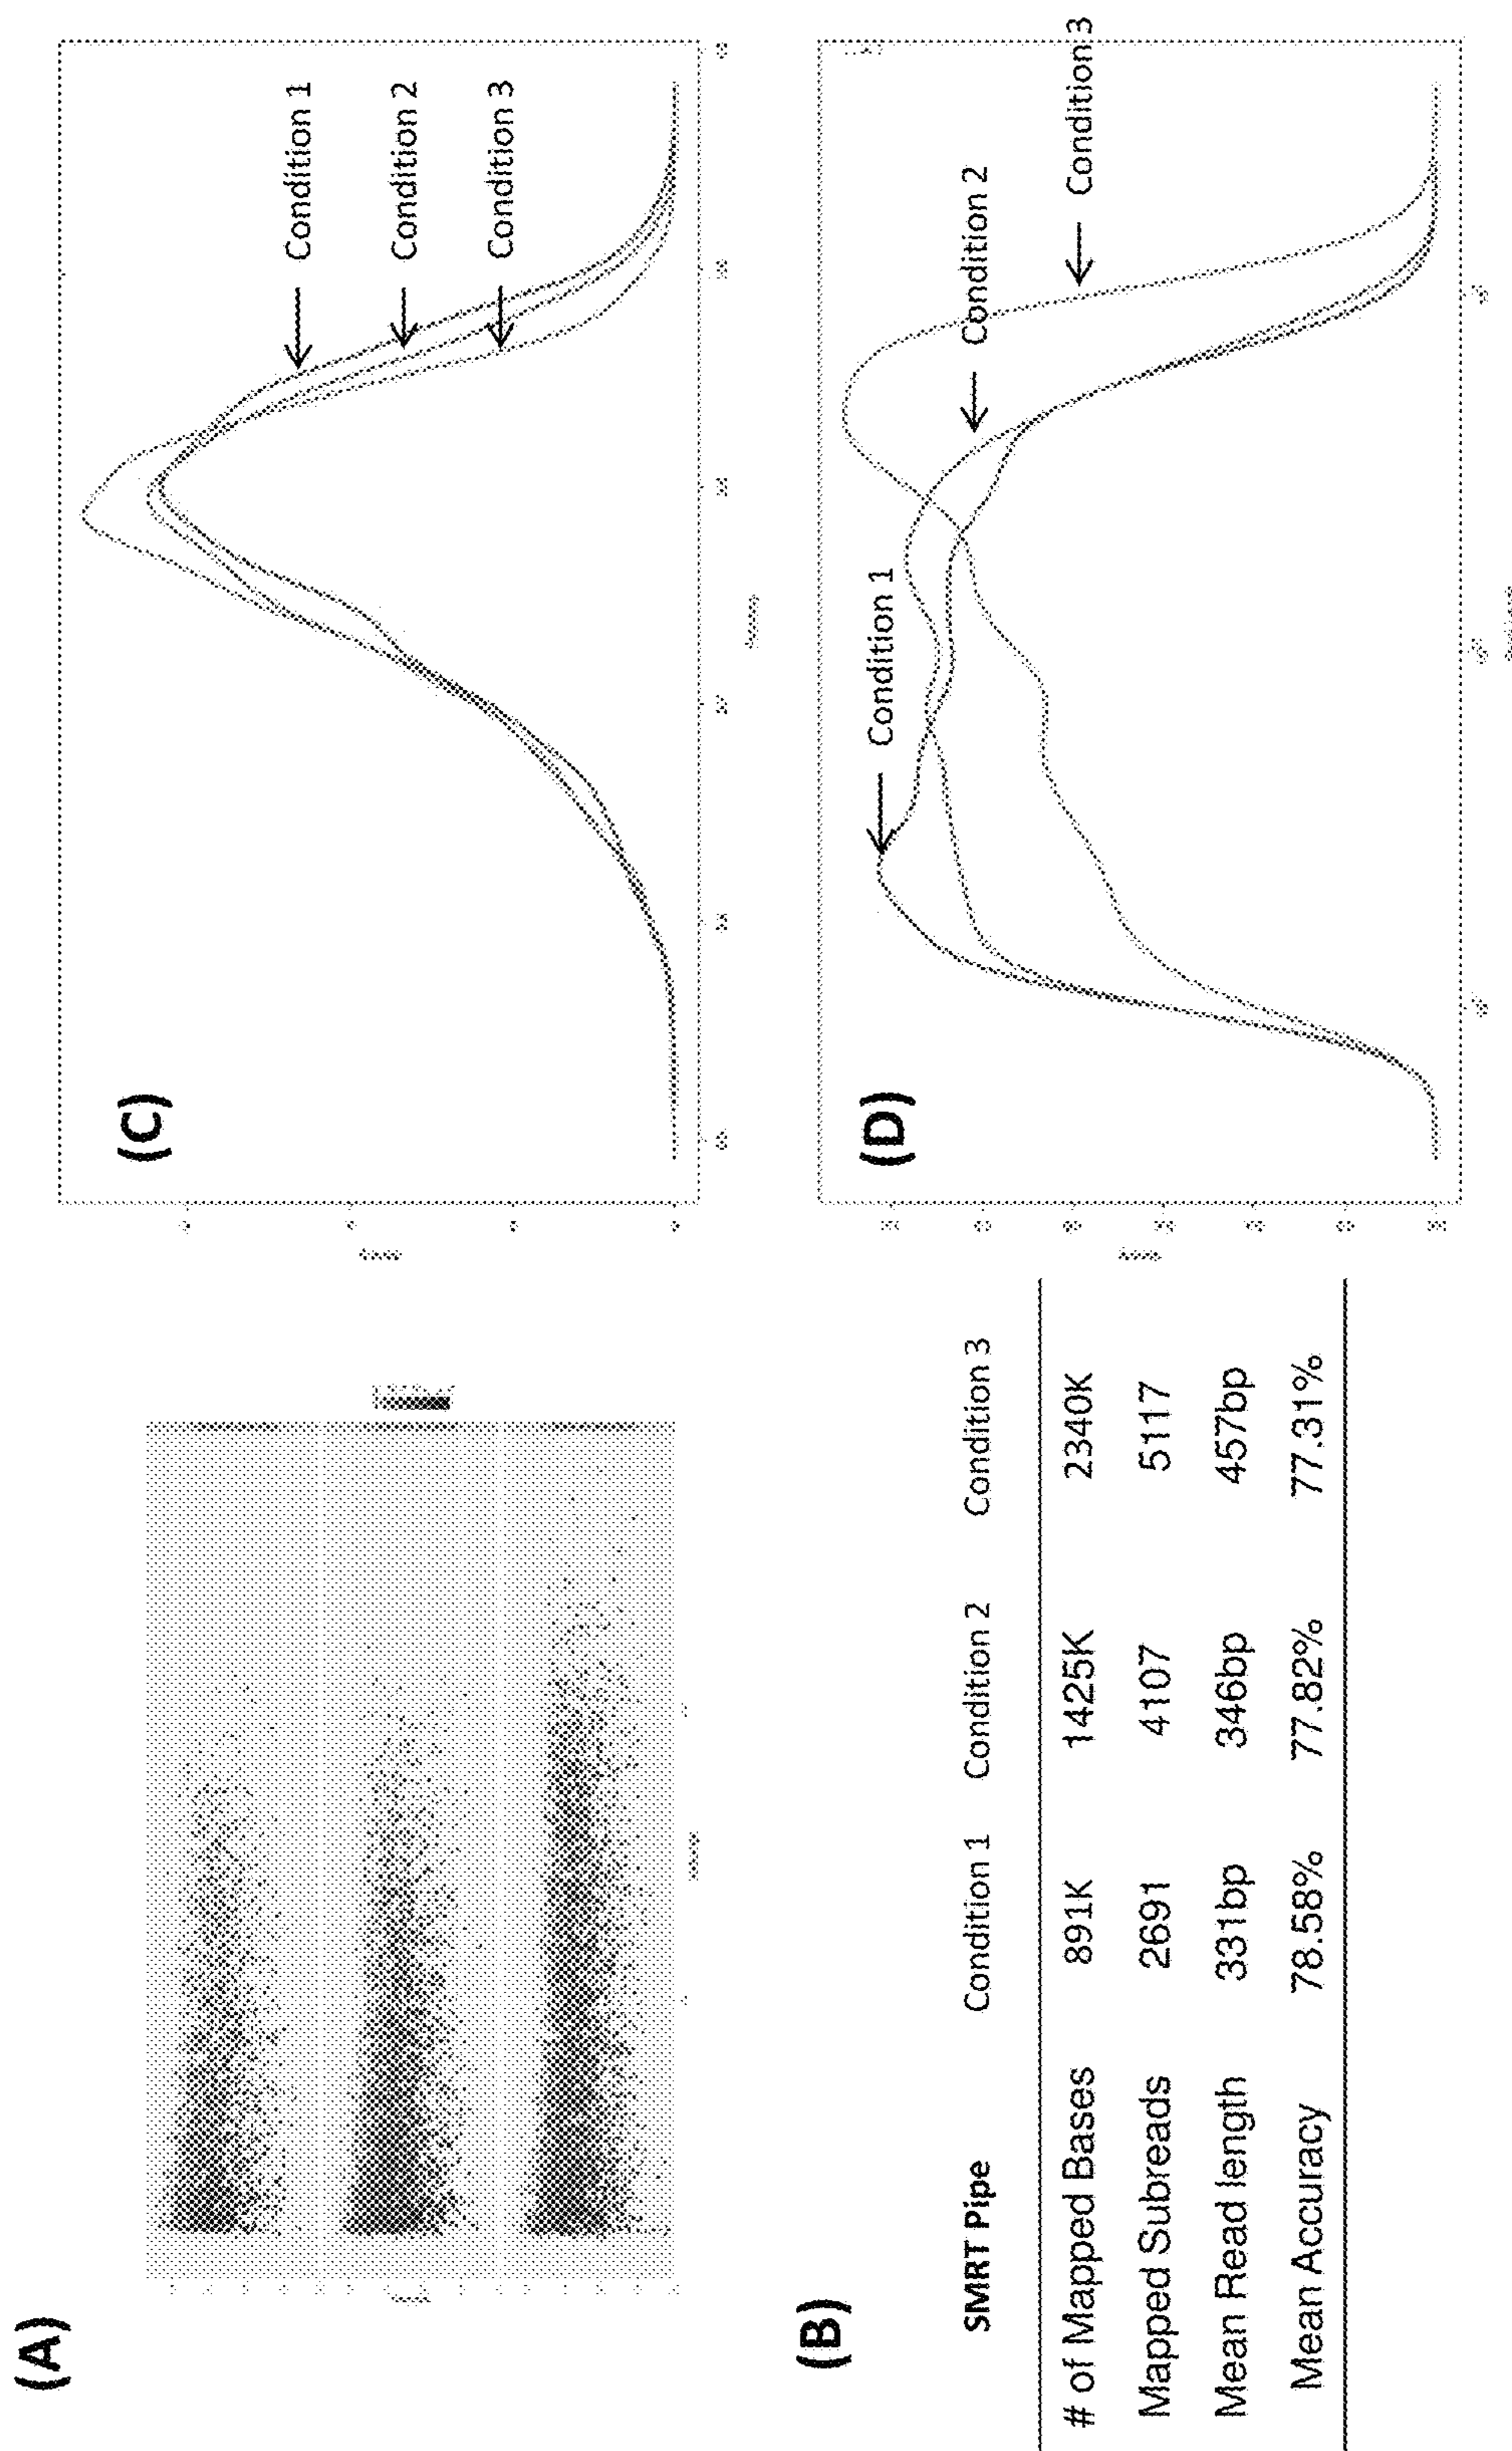 (A)
(B)
SMRT Pipe Condition 1 Condition 2 Condition 3
# of Mapped Bases 891K 1425K 2340K
Mapped Subreads 2691 4107 5117
Mean Read length 331bp 346bp 457bp
Mean Accuracy 78.58% 77.82% 77.31%
(C)
Condition 1
Condition 2
Condition 3
(D)
Condition 1
Condition 2
Condition 3